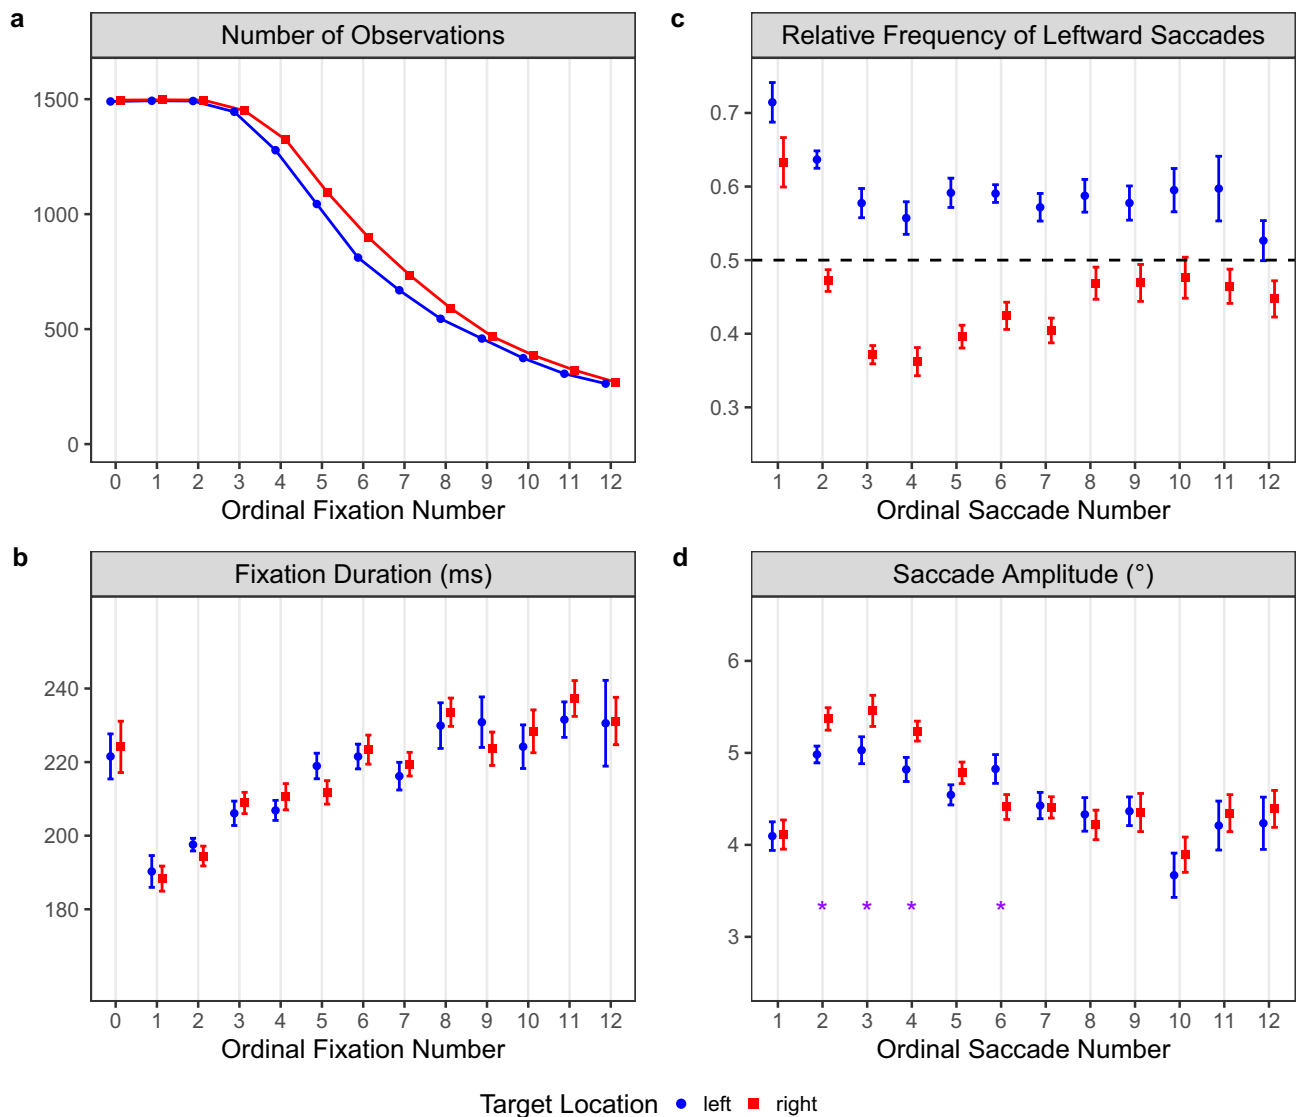 a
Number of Observations
1500
1000
500
0
0 1 2 3 4 5 6 7 8 9 10 11 12
Ordinal Fixation Number
c
Relative Frequency of Leftward Saccades
0.7
0.6
0.5
0.4
0.3
1 2 3 4 5 6 7 8 9 10 11 12
Ordinal Saccade Number
b
Fixation Duration (ms)
240
220
200
180
0 1 2 3 4 5 6 7 8 9 10 11 12
Ordinal Fixation Number
d
Saccade Amplitude (°)
6
5
4
3
* * * *
1 2 3 4 5 6 7 8 9 10 11 12
Ordinal Saccade Number
Target Location left right